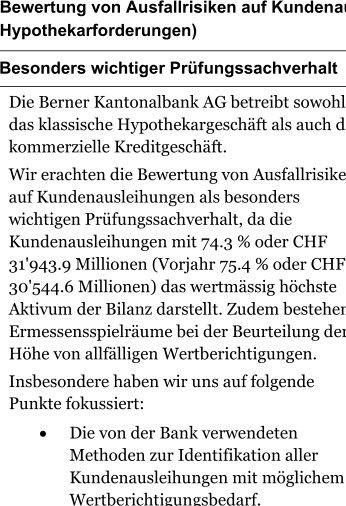 Bewertung von Ausfallrisiken auf
Hypothekarforderungen)
Besonders wichtiger Prüfungssachverhalt
Die Berner Kantonalbank AG betreibt sowohl
das klassische Hypothekargeschäft als auch
kommerzielle Kreditgeschäft.
Wir erachten die Bewertung von
auf Kundenausleihungen als besonders
wichtigen Prüfungssachverhalt, da die
Kundenausleihungen mit 74.3 % oder CHF
31'943.9 Millionen (Vorjahr 75.4 % oder CHF
30'544.6 Millionen) das wertmässig höchste
Aktivum der Bilanz darstellt. Zudem bestehen
Ermessensspielräume bei der Beurteilung der
Höhe von allfälligen Wertberichtigungen.
Insbesondere haben wir uns auf folgende
Punkte fokussiert:
• Die von der Bank verwendeten
Methoden zur Identifikation aller
Kundenausleihungen mit möglichem
Wertberichtigungsbedarf.